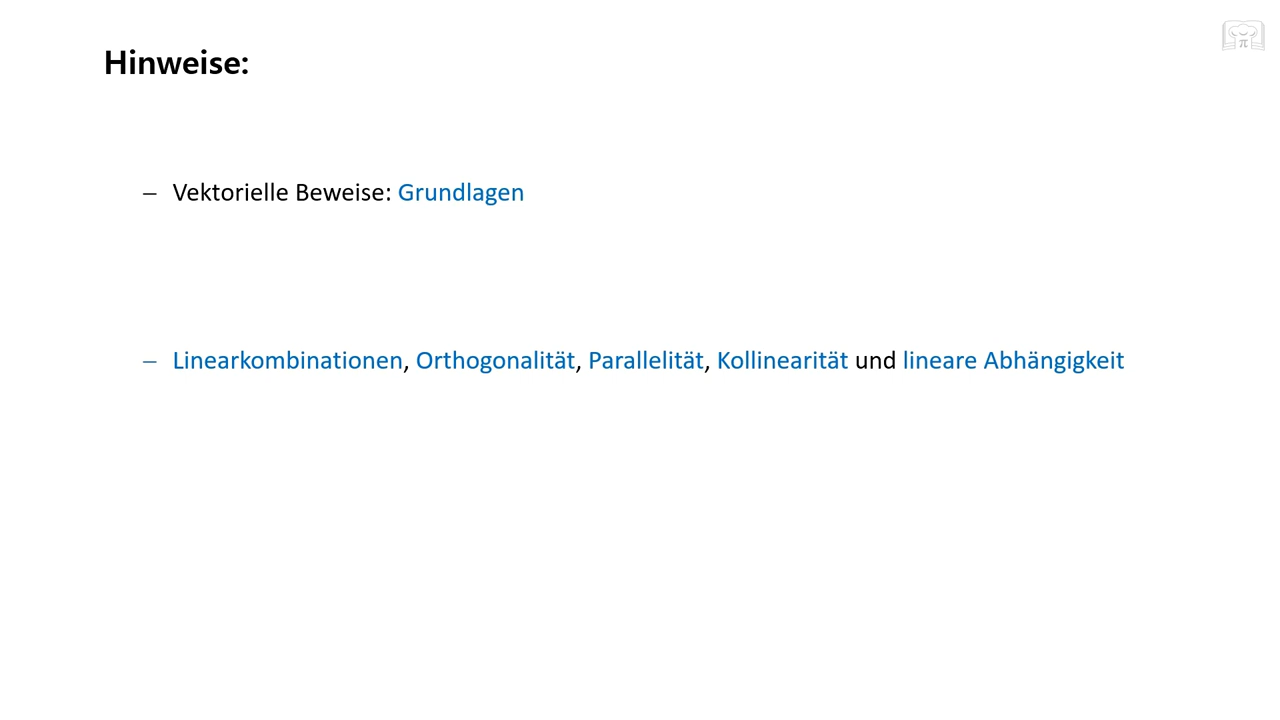 Hinweise:
– Vektorielle Beweise: Grundlagen
– Linearkombinationen, Orthogonalität, Parallelität, Kollinearität und lineare Abhängigkeit
π